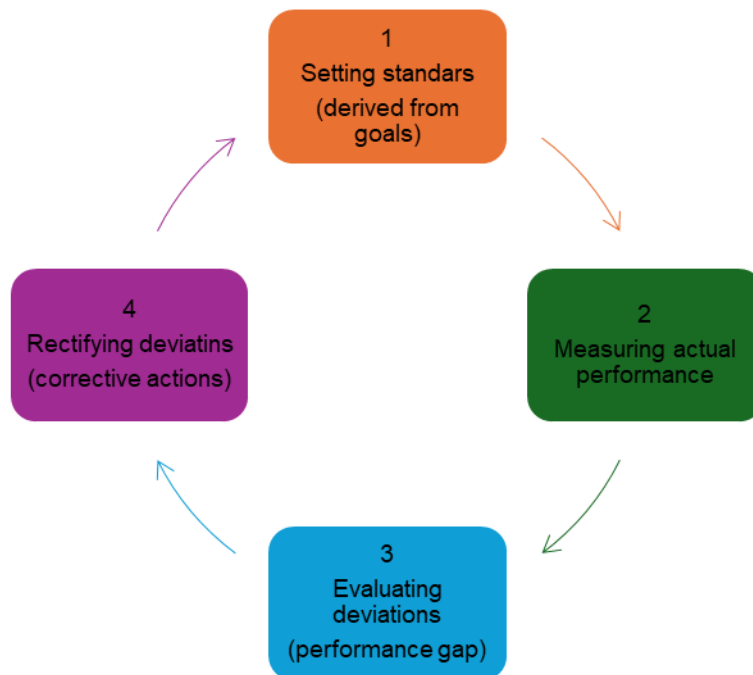 1
Setting standars
(derived from
goals)
2
Measuring actual
performance
3
Evaluating
deviations
(performance gap)
4
Rectifying deviatins
(corrective actions)